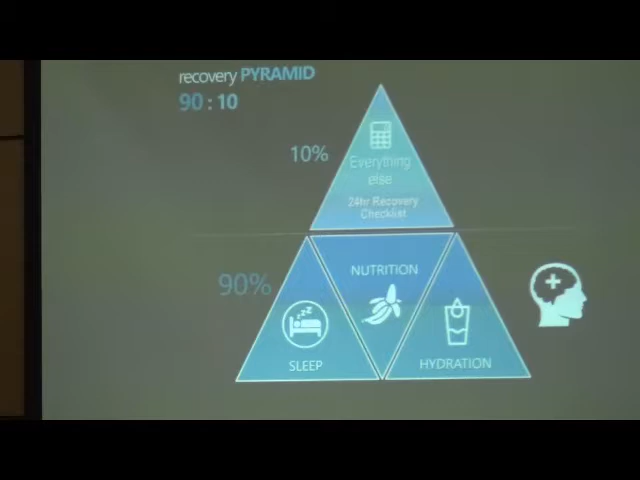 recovery PYRAMID
90 : 10
10%
Everything
else
24hr Recovery
Checklist
90%
NUTRITION
SLEEP
HYDRATION